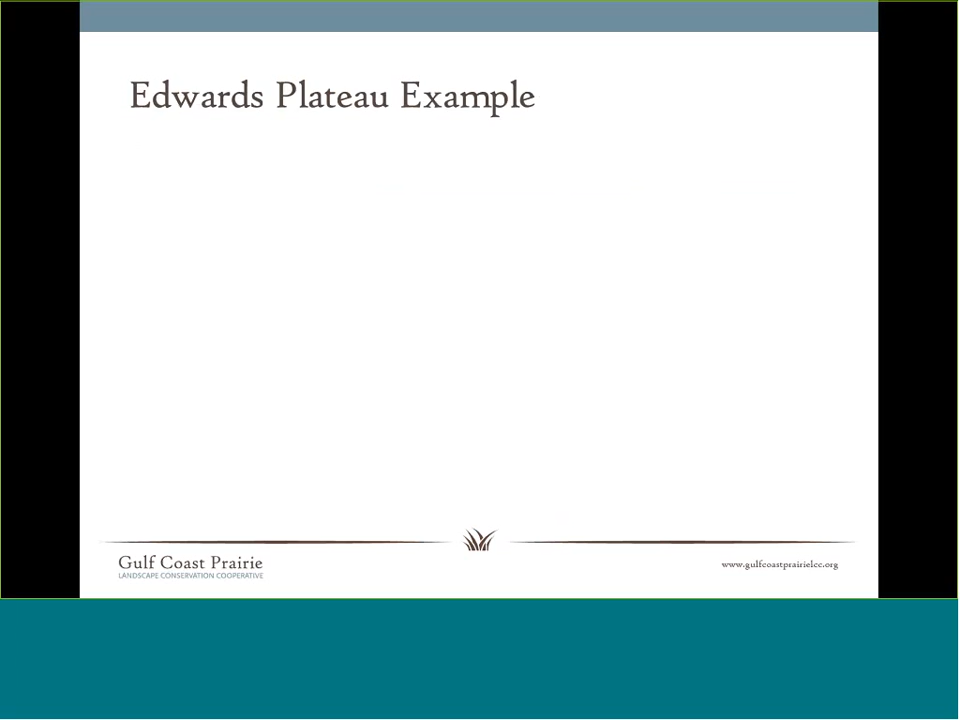 Edwards Plateau Example
Gulf Coast Prairie
LANDSCAPE CONSERVATION COOPERATIVE
www.gulfcoastprairielcc.org